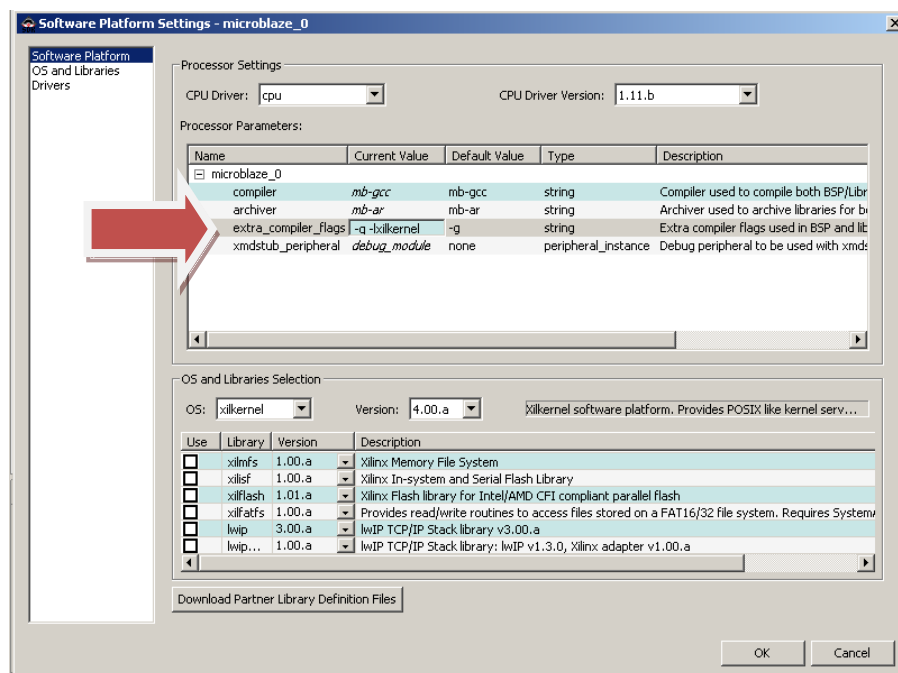 Software Platform Settings - microblaze_0
Software Platform
OS and Libraries
Drivers
Processor Settings
CPU Driver: cpu CPU Driver Version: 1.11.b
Processor Parameters:
Name Current Value Default Value Type Description
microblaze_0
compiler mb-gcc mb-gcc string Compiler used to compile both BSP/Libr
archiver mb-ar mb-ar string Archiver used to archive libraries for b
extra_compiler_flags -g -lxilkernel -g string Extra compiler flags used in BSP and lib
xmdstub_peripheral debug_module none peripheral_instance Debug peripheral to be used with xmds
OS and Libraries Selection
OS: xilkernel Version: 4.00.a Xilkernel software platform. Provides POSIX like kernel serv...
Use Library Version Description
xilmfs 1.00.a Xilinx Memory File System
xilisf 1.00.a Xilinx In-system and Serial Flash Library
xilflash 1.01.a Xilinx Flash library for Intel/AMD CFI compliant parallel flash
xilfatfs 1.00.a Provides read/write routines to access files stored on a FAT16/32 file system. Requires System
lwip 3.00.a lwIP TCP/IP Stack library v3.00.a
lwip... 1.00.a lwIP TCP/IP Stack library: lwIP v1.3.0, Xilinx adapter v1.00.a
Download Partner Library Definition Files
OK Cancel